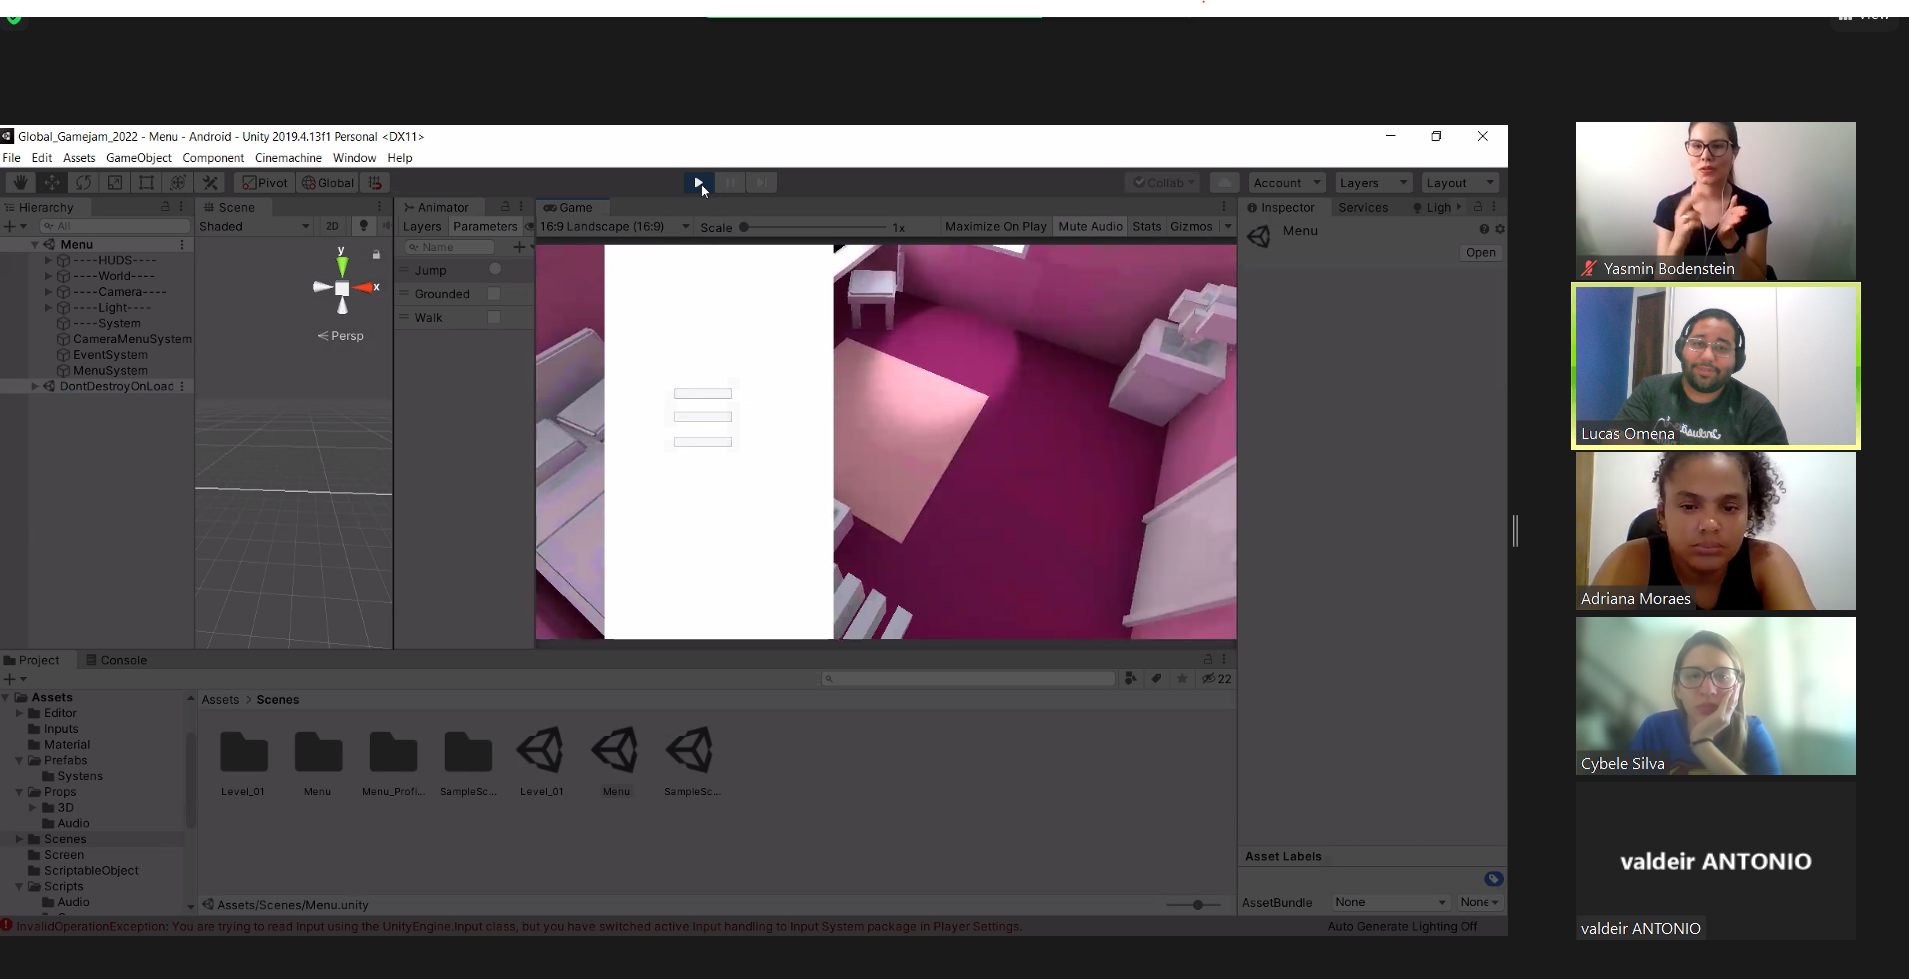 View
Global_Gamejam_2022 - Menu - Android - Unity 2019.4.13f1 Personal <DX11>
File Edit Assets GameObject Component Cinemachine Window Help
Pivot Global Collab Account Layers Layout
Hierarchy Scene Animator Game Inspector Services Ligh
All Shaded 2D Layers Parameters 16:9 Landscape (16:9) Scale 1x Maximize On Play Mute Audio Stats Gizmos Menu
Menu
Name
Open
----HUDS----
----World----
----Camera----
----Light----
----System
CameraMenuSystem
EventSystem
MenuSystem
DontDestroyOnLoac
y
x
Persp
Jump
Grounded
Walk
Project Console
22
Assets
Editor
Inputs
Material
Prefabs
Systens
Props
3D
Audio
Scenes
Screen
ScriptableObject
Scripts
Audio
Assets > Scenes
Level_01 Menu Menu_Profi... SampleSc... Level_01 Menu SampleSc...
Assets/Scenes/Menu.unity
Asset Labels
AssetBundle None None
InvalidOperationException: You are trying to read Input using the UnityEngine.Input class, but you have switched active Input handling to Input System package in Player Settings.
Auto Generate Lighting Off
Yasmin Bodenstein
Lucas Omena
Adriana Moraes
Cybele Silva
valdeir ANTONIO
valdeir ANTONIO